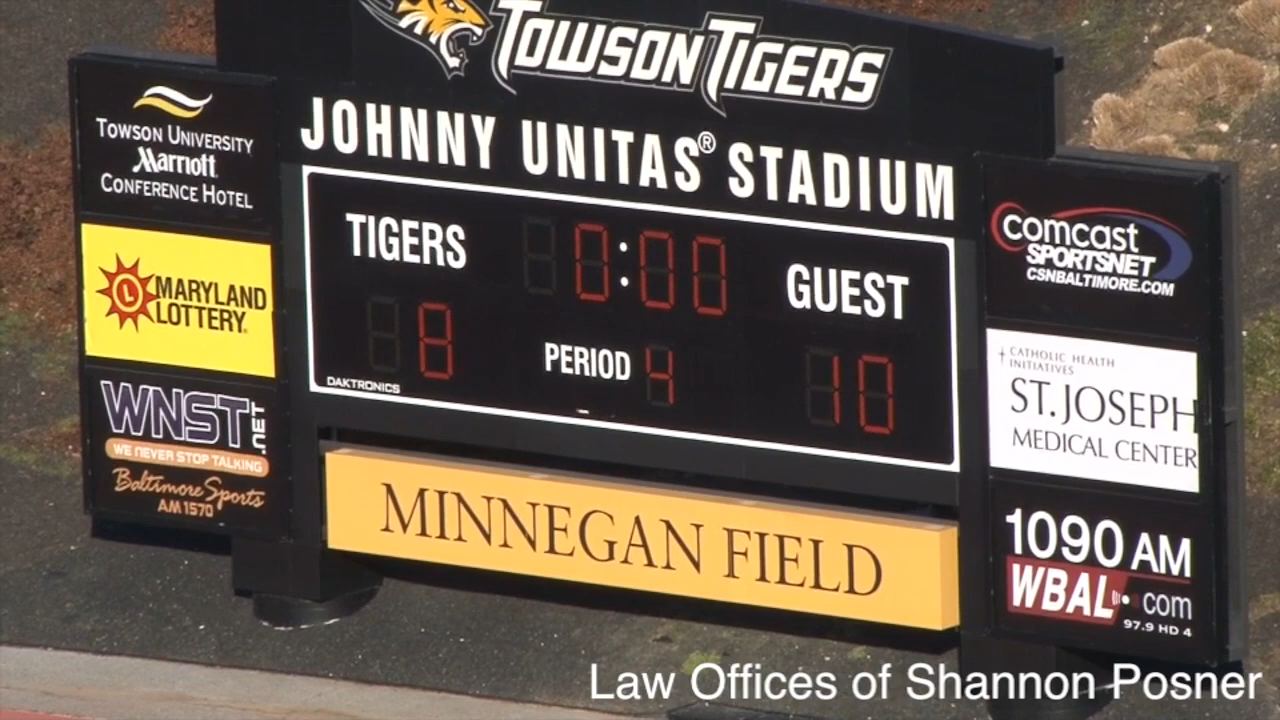 TOWSON TIGERS
JOHNNY UNITAS® STADIUM
TOWSON UNIVERSITY
Marriott
CONFERENCE HOTEL
MARYLAND
LOTTERY
WNST.NET
WE NEVER STOP TALKING
Baltimore Sports
AM 1570
TIGERS
0:00
GUEST
8
PERIOD 4
10
DAKTRONICS
MINNEGAN FIELD
comcast
SPORTSNET
CSNBALTIMORE.COM
CATHOLIC HEALTH
INITIATIVES
ST. JOSEPH
MEDICAL CENTER
1090 AM
WBAL.com
97.9 HD 4
Law Offices of Shannon Posner